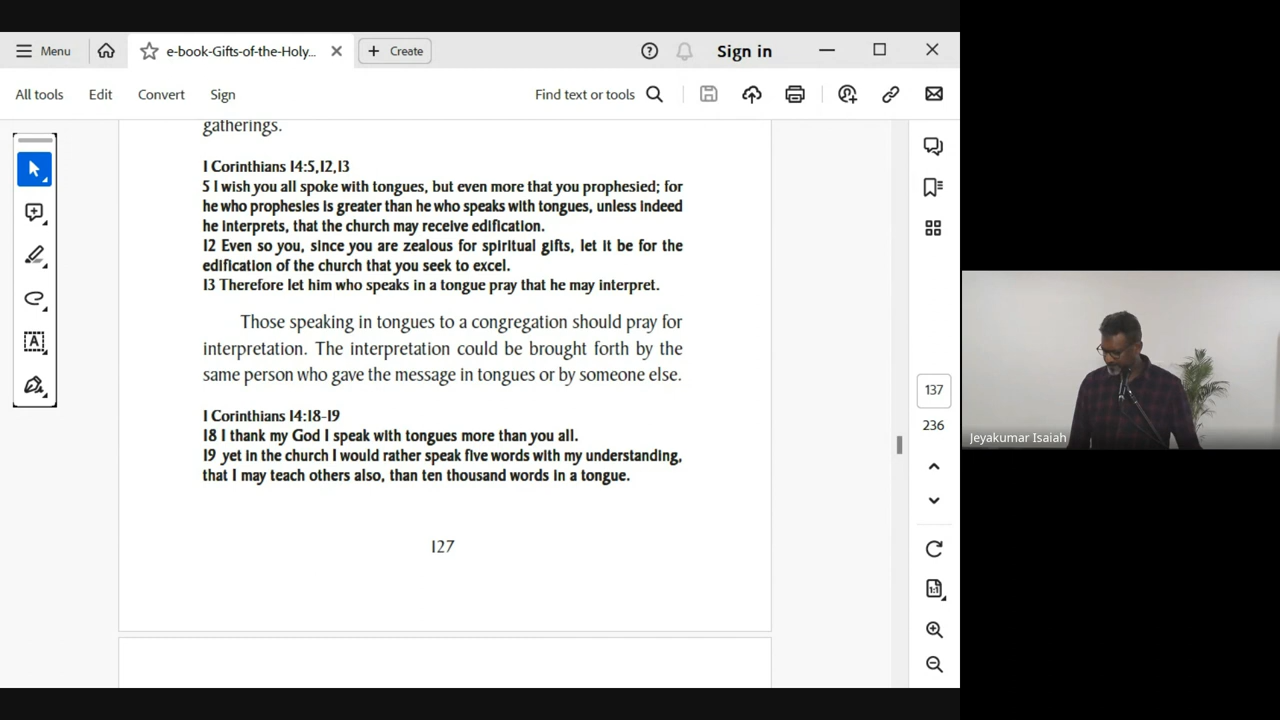 Menu
e-book-Gifts-of-the-Holy...
Create
Sign in
All tools
Edit
Convert
Sign
Find text or tools
gatherings.
1 Corinthians 14:5,12,13
5 I wish you all spoke with tongues, but even more that you prophesied; for
he who prophesies is greater than he who speaks with tongues, unless indeed
he interprets, that the church may receive edification.
12 Even so you, since you are zealous for spiritual gifts, let it be for the
edification of the church that you seek to excel.
13 Therefore let him who speaks in a tongue pray that he may interpret.
Those speaking in tongues to a congregation should pray for
interpretation. The interpretation could be brought forth by the
same person who gave the message in tongues or by someone else.
1 Corinthians 14:18-19
18 I thank my God I speak with tongues more than you all.
19 yet in the church I would rather speak five words with my understanding,
that I may teach others also, than ten thousand words in a tongue.
127
137
236
1:1
Jeyakumar Isaiah